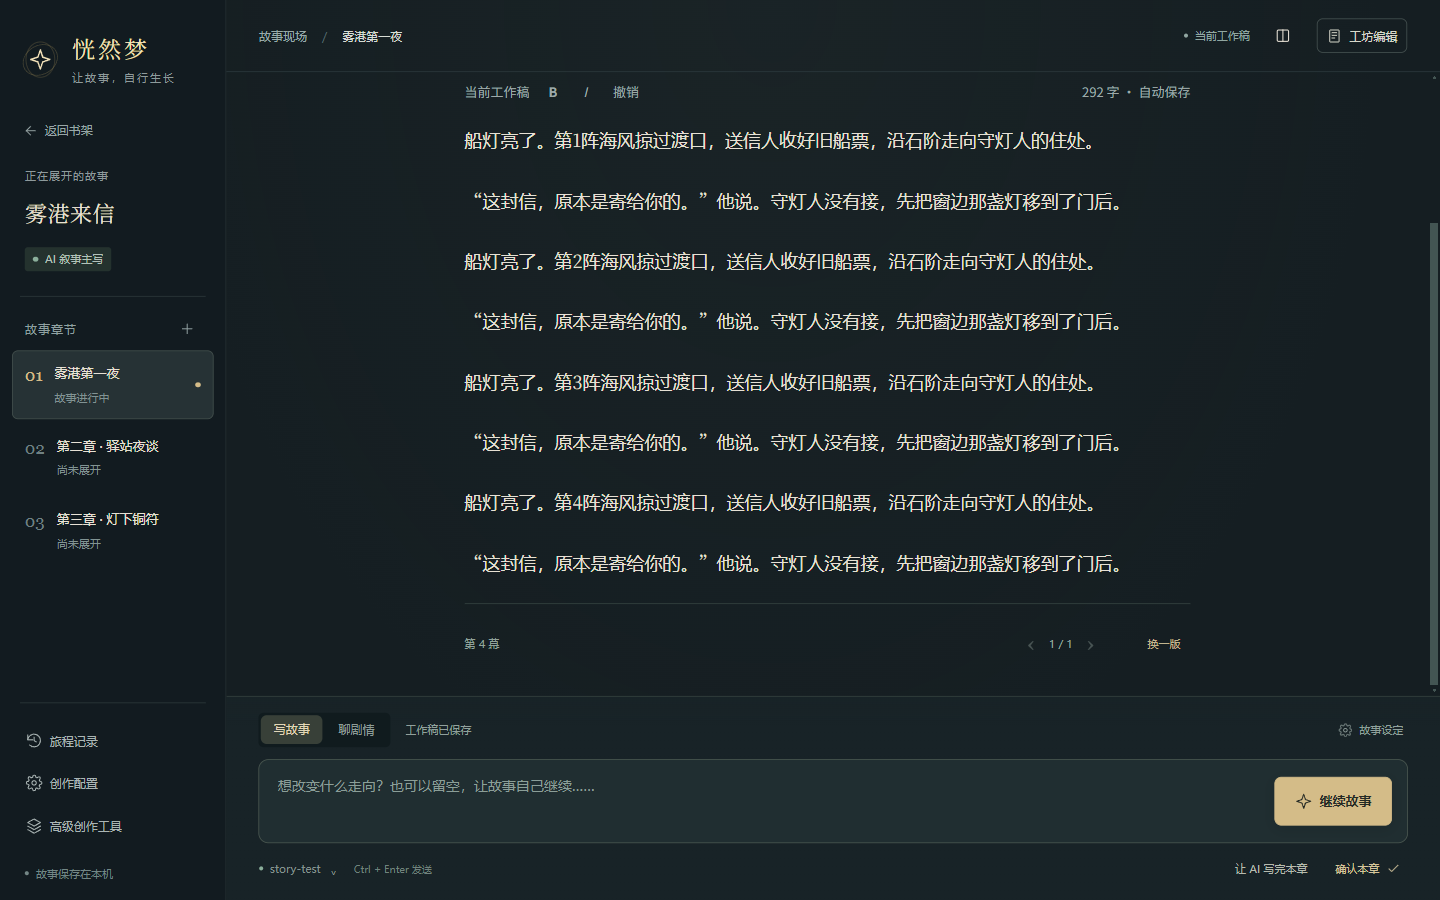 恍然梦
让故事，自行生长
返回书架
正在展开的故事
雾港来信
AI 叙事主写
故事章节 +
01 雾港第一夜
故事进行中
02 第二章 · 驿站夜谈
尚未展开
03 第三章 · 灯下铜符
尚未展开
旅程记录
创作配置
高级创作工具
故事保存在本机
故事现场 / 雾港第一夜
当前工作稿
工坊编辑
当前工作稿 B I 撤销
292 字 · 自动保存
船灯亮了。第1阵海风掠过渡口，送信人收好旧船票，沿石阶走向守灯人的住处。
“这封信，原本是寄给你的。”他说。守灯人没有接，先把窗边那盏灯移到了门后。
船灯亮了。第2阵海风掠过渡口，送信人收好旧船票，沿石阶走向守灯人的住处。
“这封信，原本是寄给你的。”他说。守灯人没有接，先把窗边那盏灯移到了门后。
船灯亮了。第3阵海风掠过渡口，送信人收好旧船票，沿石阶走向守灯人的住处。
“这封信，原本是寄给你的。”他说。守灯人没有接，先把窗边那盏灯移到了门后。
船灯亮了。第4阵海风掠过渡口，送信人收好旧船票，沿石阶走向守灯人的住处。
“这封信，原本是寄给你的。”他说。守灯人没有接，先把窗边那盏灯移到了门后。
第 4 幕
1 / 1
换一版
写故事 聊剧情 工作稿已保存
故事设定
想改变什么走向？也可以留空，让故事自己继续……
继续故事
story-test
Ctrl + Enter 发送
让 AI 写完本章
确认本章